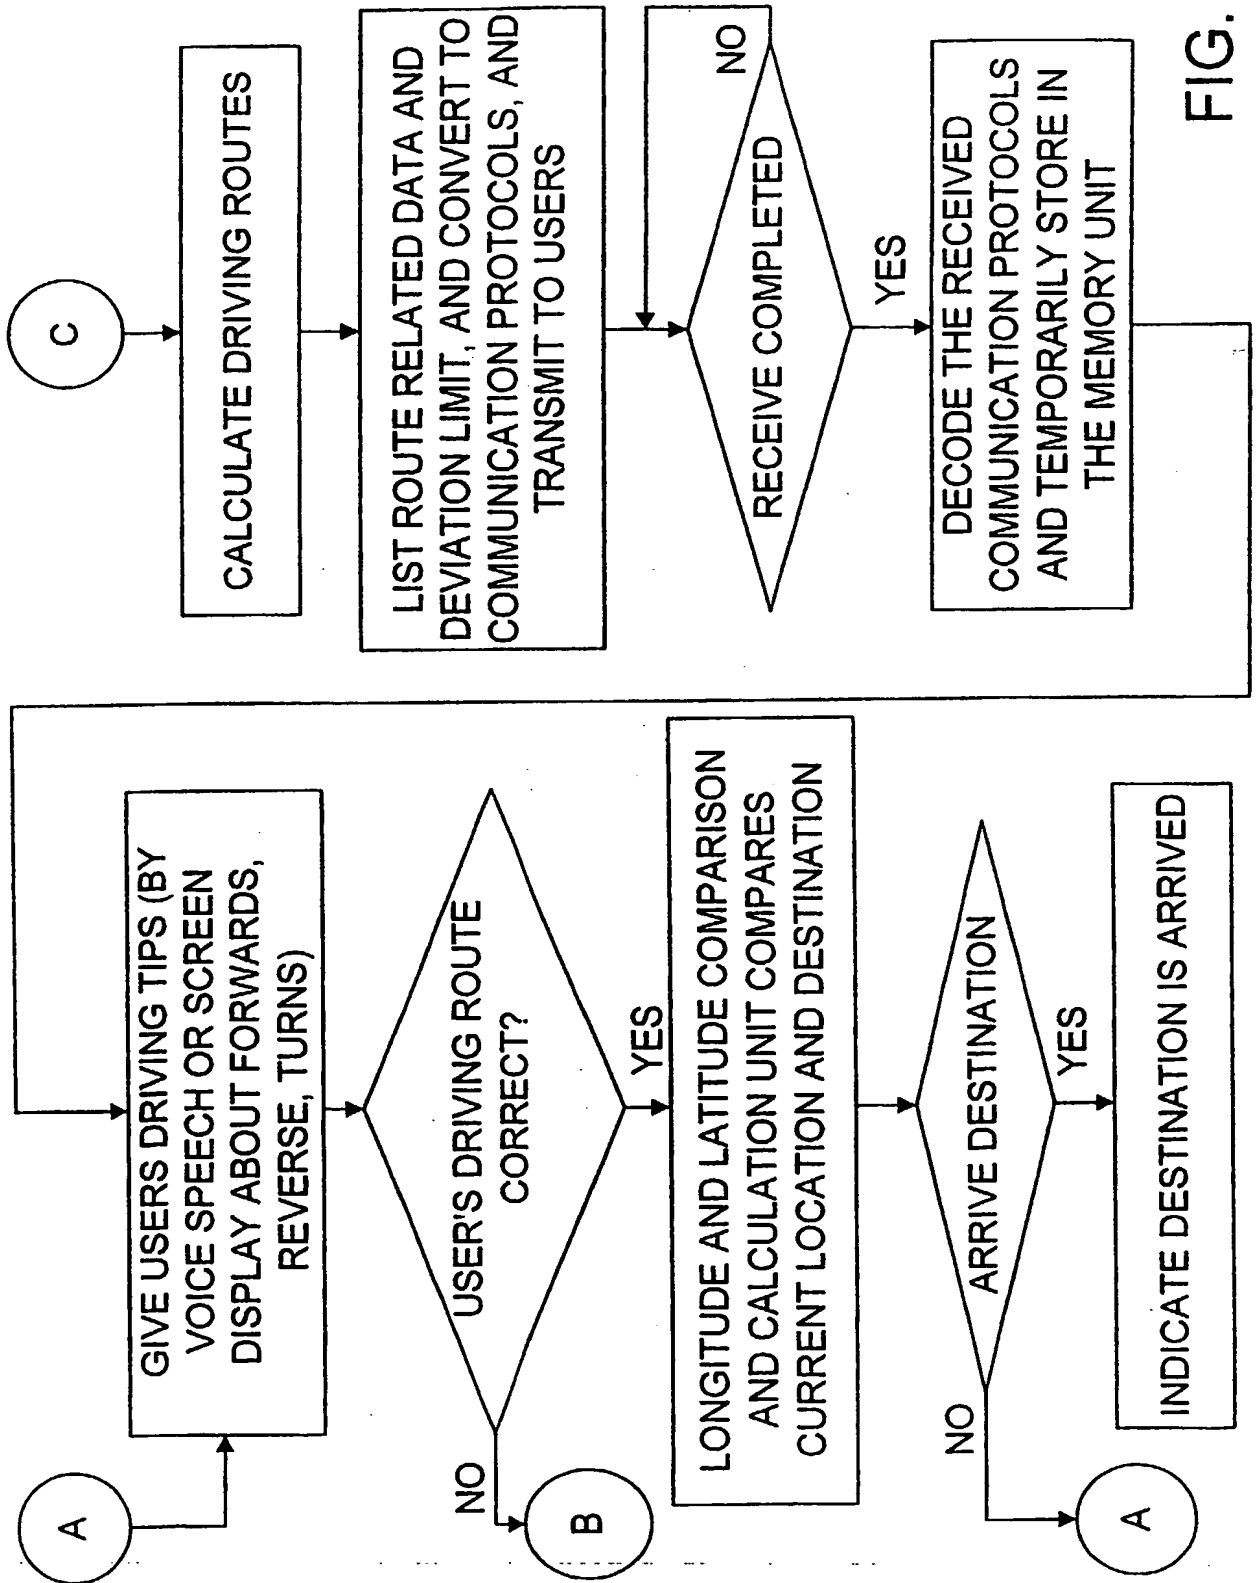 C
CALCULATE DRIVING ROUTES
LIST ROUTE RELATED DATA AND
DEVIATION LIMIT, AND CONVERT TO
COMMUNICATION PROTOCOLS, AND
TRANSMIT TO USERS
NO
RECEIVE COMPLETED
YES
DECODE THE RECEIVED
COMMUNICATION PROTOCOLS
AND TEMPORARILY STORE IN
THE MEMORY UNIT
A
GIVE USERS DRIVING TIPS (BY
VOICE SPEECH OR SCREEN
DISPLAY ABOUT FORWARDS,
REVERSE, TURNS)
USER'S DRIVING ROUTE
CORRECT?
NO
B
YES
LONGITUDE AND LATITUDE COMPARISON
AND CALCULATION UNIT COMPARES
CURRENT LOCATION AND DESTINATION
ARRIVE DESTINATION
NO
A
YES
INDICATE DESTINATION IS ARRIVED
FIG.